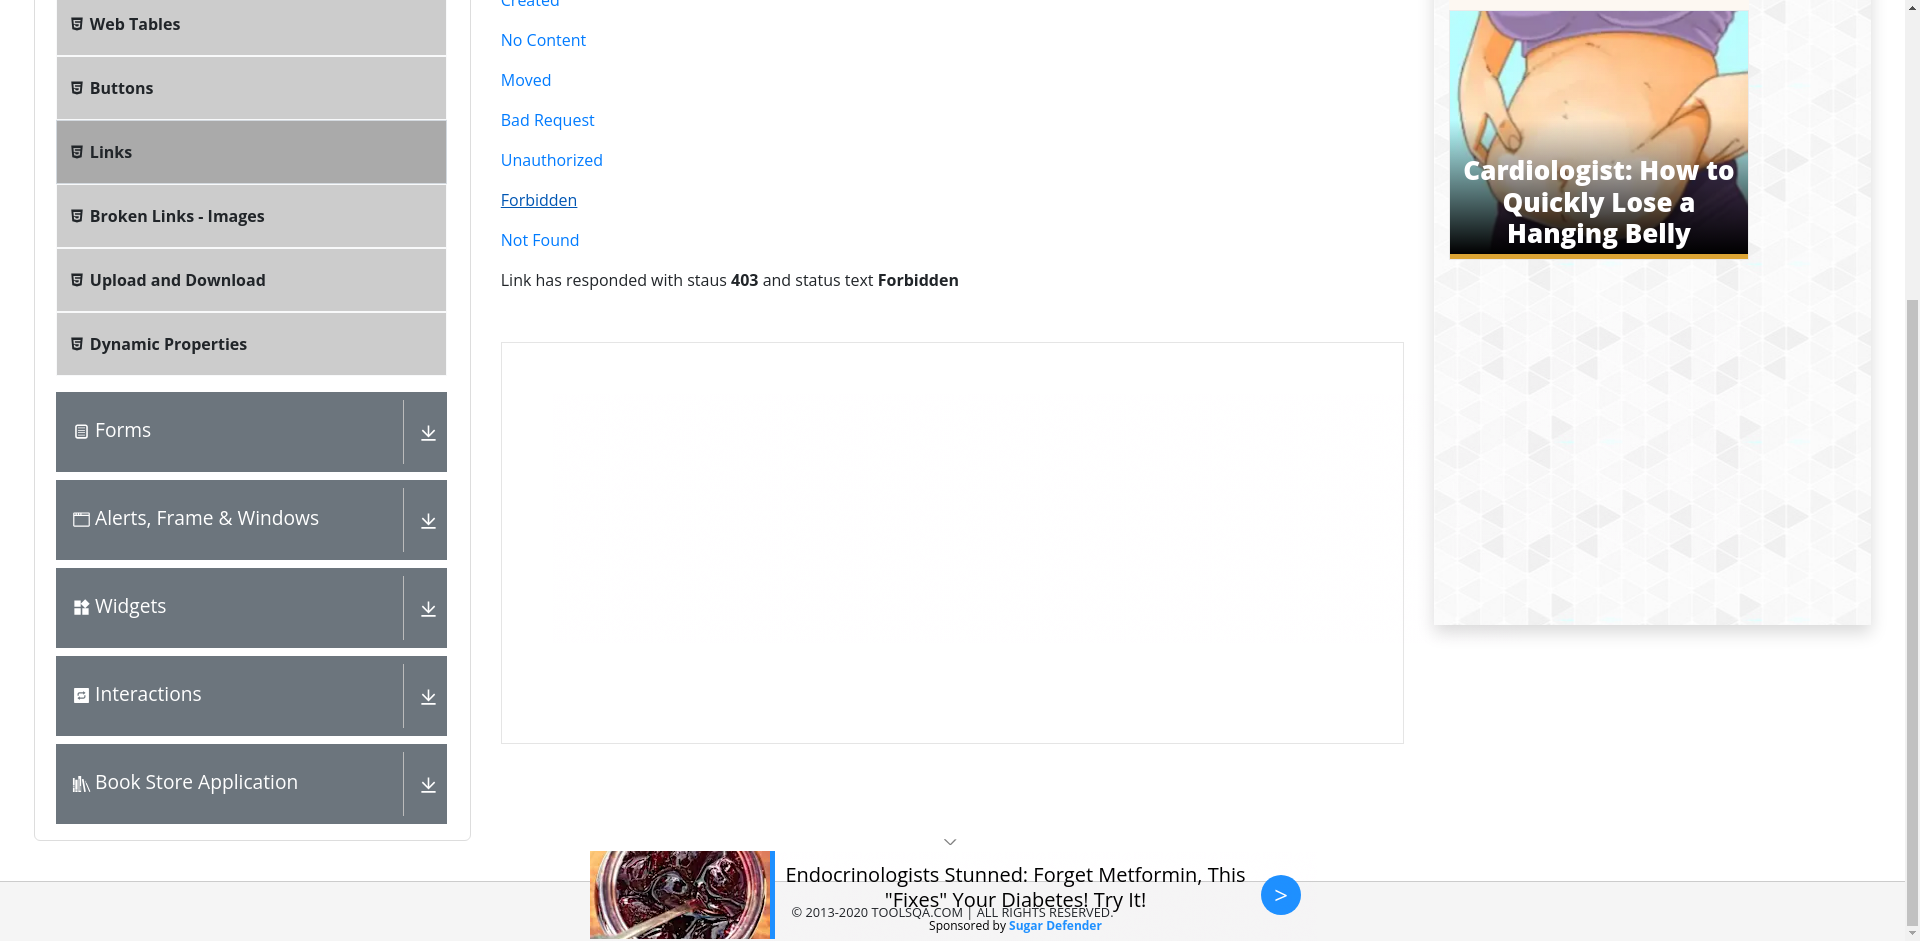 Web Tables
Buttons
Links
Broken Links - Images
Upload and Download
Dynamic Properties
Forms
Alerts, Frame & Windows
Widgets
Interactions
Book Store Application
Created
No Content
Moved
Bad Request
Unauthorized
Forbidden
Not Found
Link has responded with staus 403 and status text Forbidden
Cardiologist: How to
Quickly Lose a
Hanging Belly
Endocrinologists Stunned: Forget Metformin, This
"Fixes" Your Diabetes! Try It!
>
© 2013-2020 TOOLSQA.COM | ALL RIGHTS RESERVED.
Sponsored by Sugar Defender